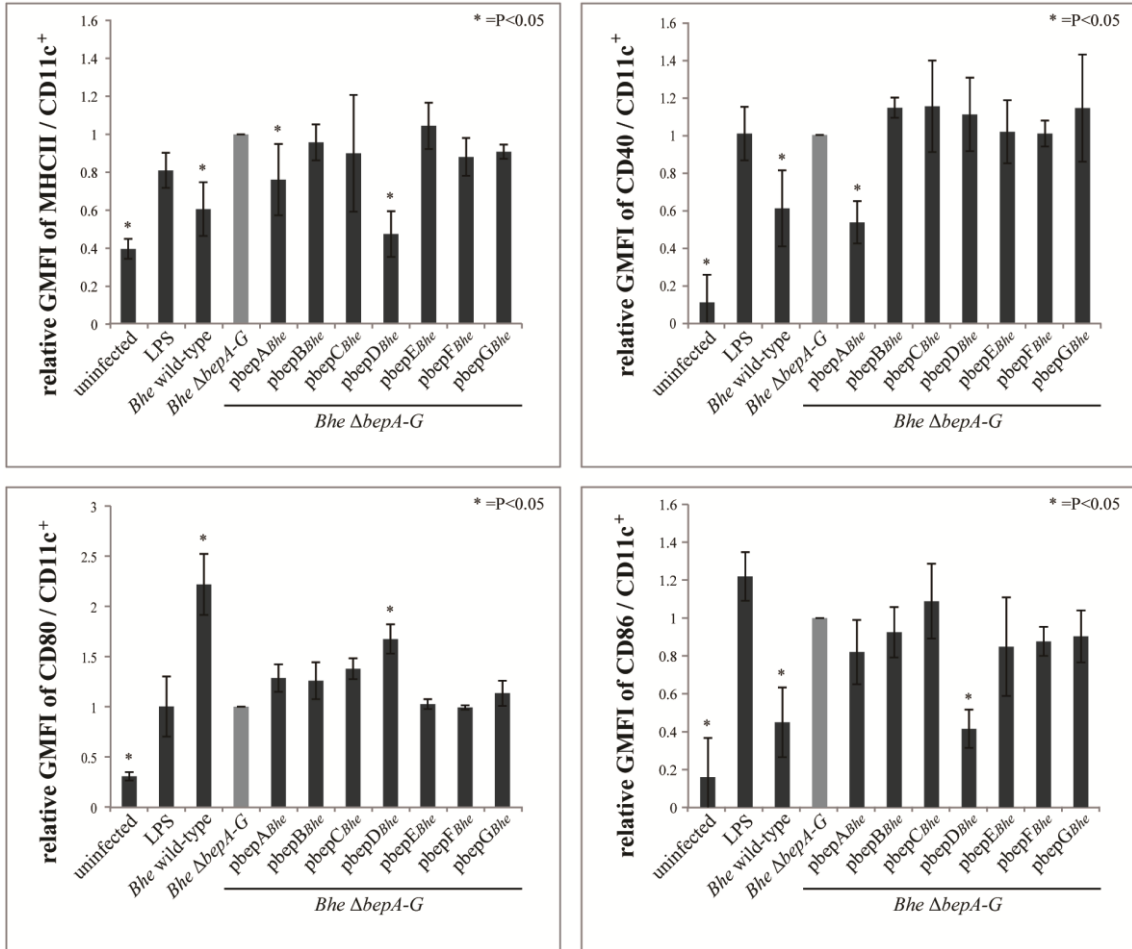 relative GMFI of MHCII / CD11c⁺
* =P<0.05
1.6
1.4
1.2
1
0.8
0.6
0.4
0.2
0
*
*
*
*
uninfected
LPS
Bhe wild-type
Bhe ΔbepA-G
pbepABhe
pbepBBhe
pbepCBhe
pbepDBhe
pbepEBhe
pbepFBhe
pbepGBhe
Bhe ΔbepA-G
relative GMFI of CD40 / CD11c⁺
* =P<0.05
1.6
1.4
1.2
1
0.8
0.6
0.4
0.2
0
*
*
*
uninfected
LPS
Bhe wild-type
Bhe ΔbepA-G
pbepABhe
pbepBBhe
pbepCBhe
pbepDBhe
pbepEBhe
pbepFBhe
pbepGBhe
Bhe ΔbepA-G
relative GMFI of CD80 / CD11c⁺
* =P<0.05
3
2.5
2
1.5
1
0.5
0
*
*
*
uninfected
LPS
Bhe wild-type
Bhe ΔbepA-G
pbepABhe
pbepBBhe
pbepCBhe
pbepDBhe
pbepEBhe
pbepFBhe
pbepGBhe
Bhe ΔbepA-G
relative GMFI of CD86 / CD11c⁺
* =P<0.05
1.6
1.4
1.2
1
0.8
0.6
0.4
0.2
0
*
*
*
uninfected
LPS
Bhe wild-type
Bhe ΔbepA-G
pbepABhe
pbepBBhe
pbepCBhe
pbepDBhe
pbepEBhe
pbepFBhe
pbepGBhe
Bhe ΔbepA-G